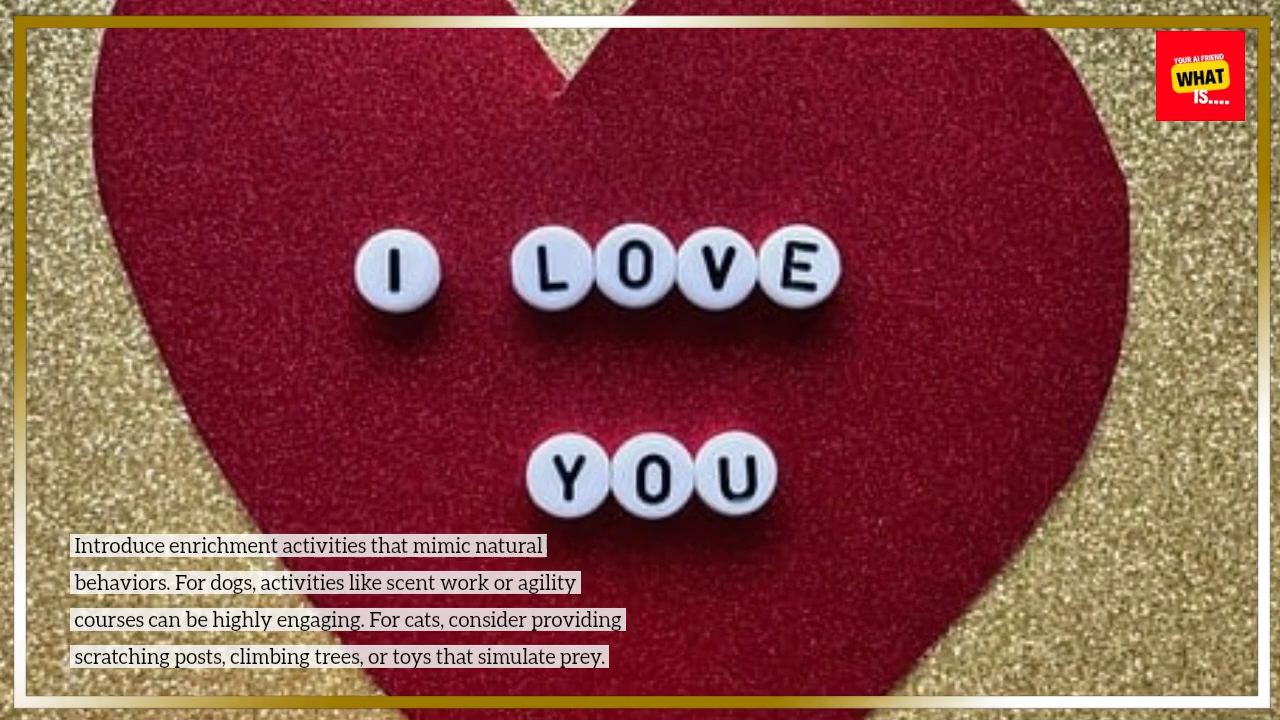 YOUR AI FRIEND
WHAT
IS....
I LOVE
YOU
Introduce enrichment activities that mimic natural
behaviors. For dogs, activities like scent work or agility
courses can be highly engaging. For cats, consider providing
scratching posts, climbing trees, or toys that simulate prey.